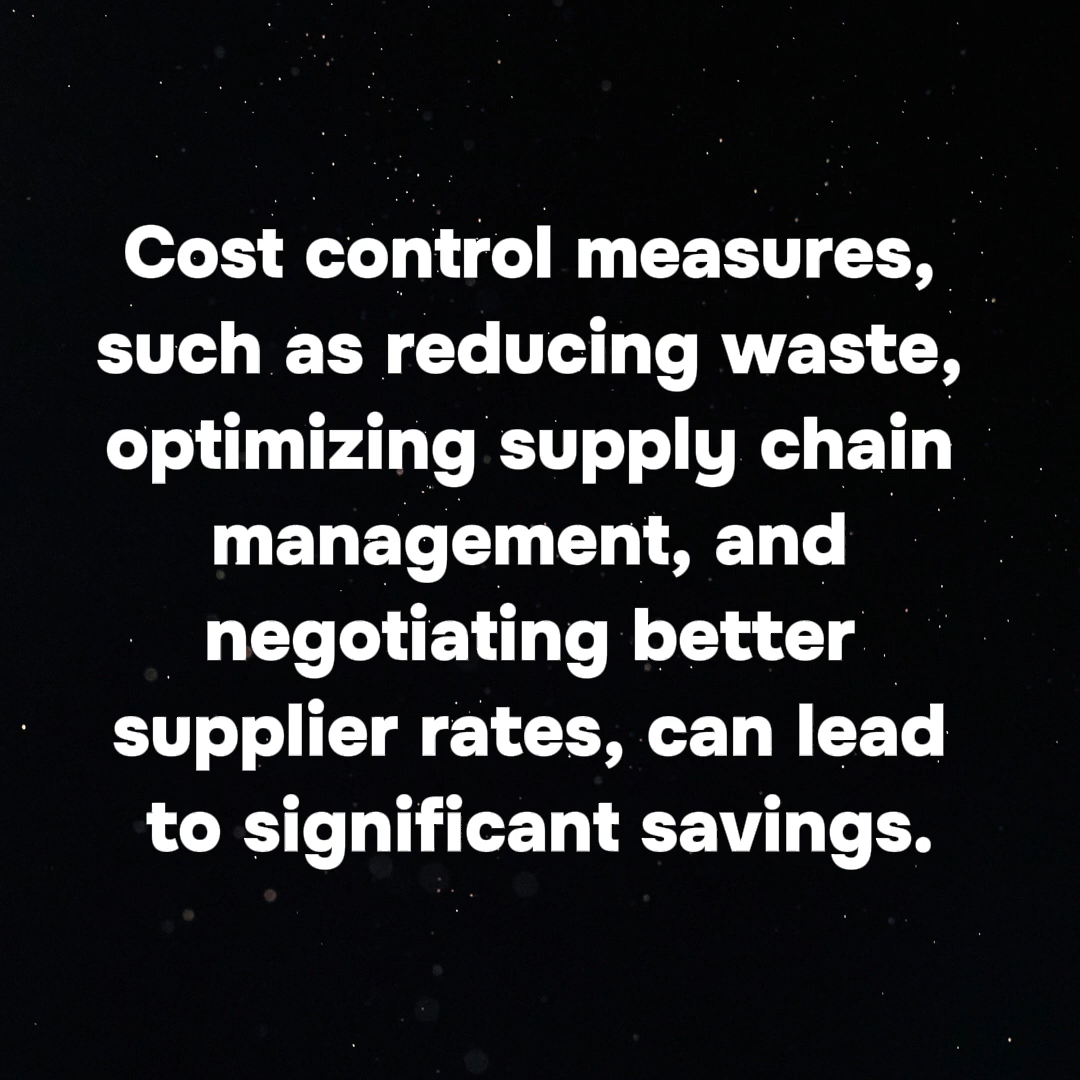 Cost control measures,
such as reducing waste,
optimizing supply chain
management, and
negotiating better
supplier rates, can lead
to significant savings.